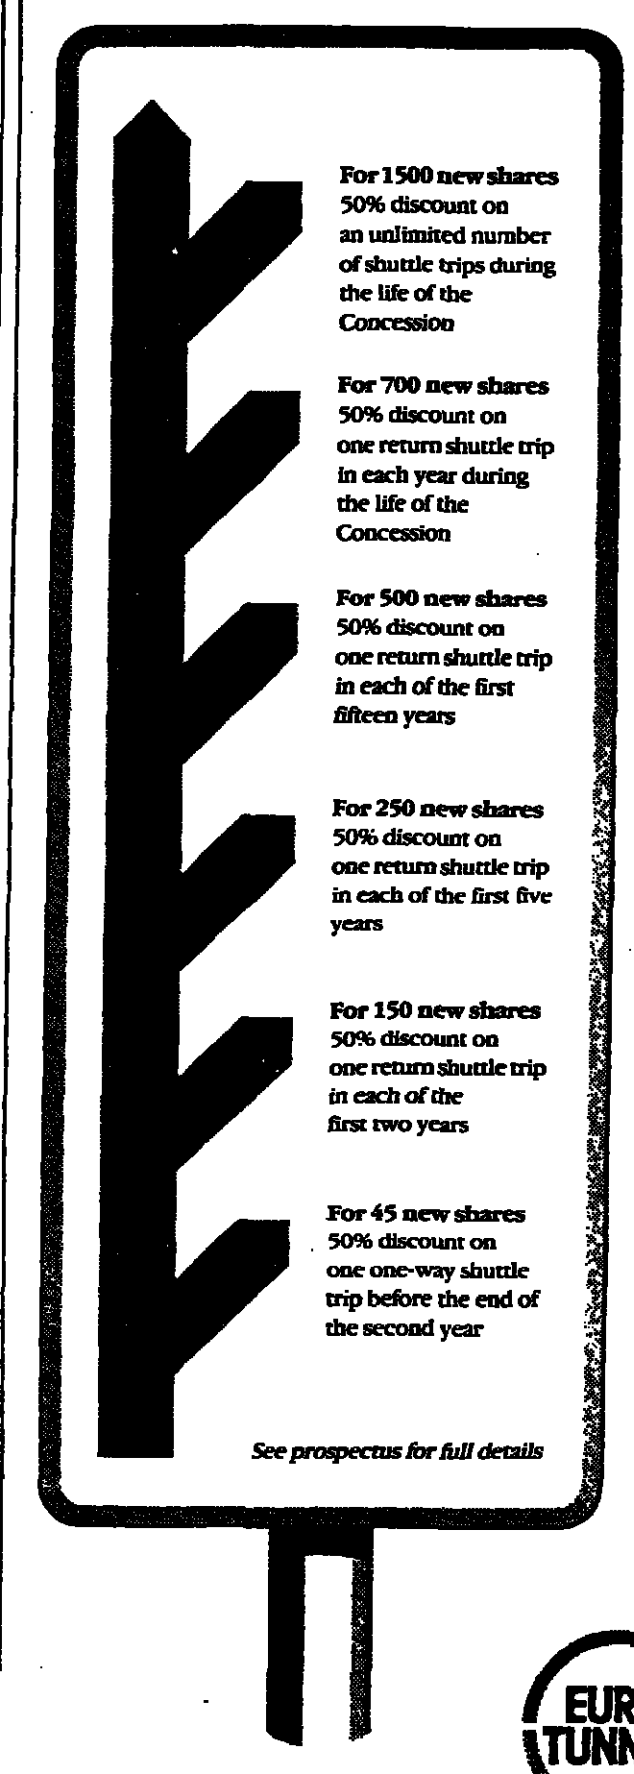 For 1500 new shares
50% discount on
an unlimited number
of shuttle trips during
the life of the
Concession
For 700 new shares
50% discount on
one return shuttle trip
in each year during
the life of the
Concession
For 500 new shares
50% discount on
one return shuttle trip
in each of the first
fifteen years
For 250 new shares
50% discount on
one return shuttle trip
in each of the first five
years
For 150 new shares
50% discount on
one return shuttle trip
in each of the
first two years
For 45 new shares
50% discount on
one one-way shuttle
trip before the end of
the second year
See prospectus for full details
EUR
TUNN